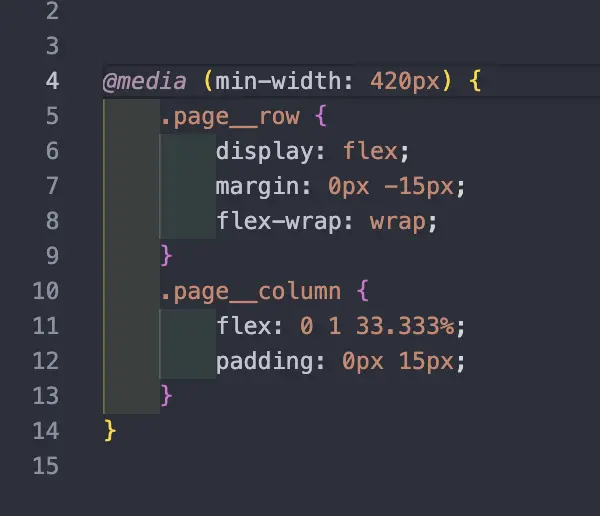 2
3
4 @media (min-width: 420px) {
5 .page__row {
6 display: flex;
7 margin: 0px -15px;
8 flex-wrap: wrap;
9 }
10 .page__column {
11 flex: 0 1 33.333%;
12 padding: 0px 15px;
13 }
14 }
15